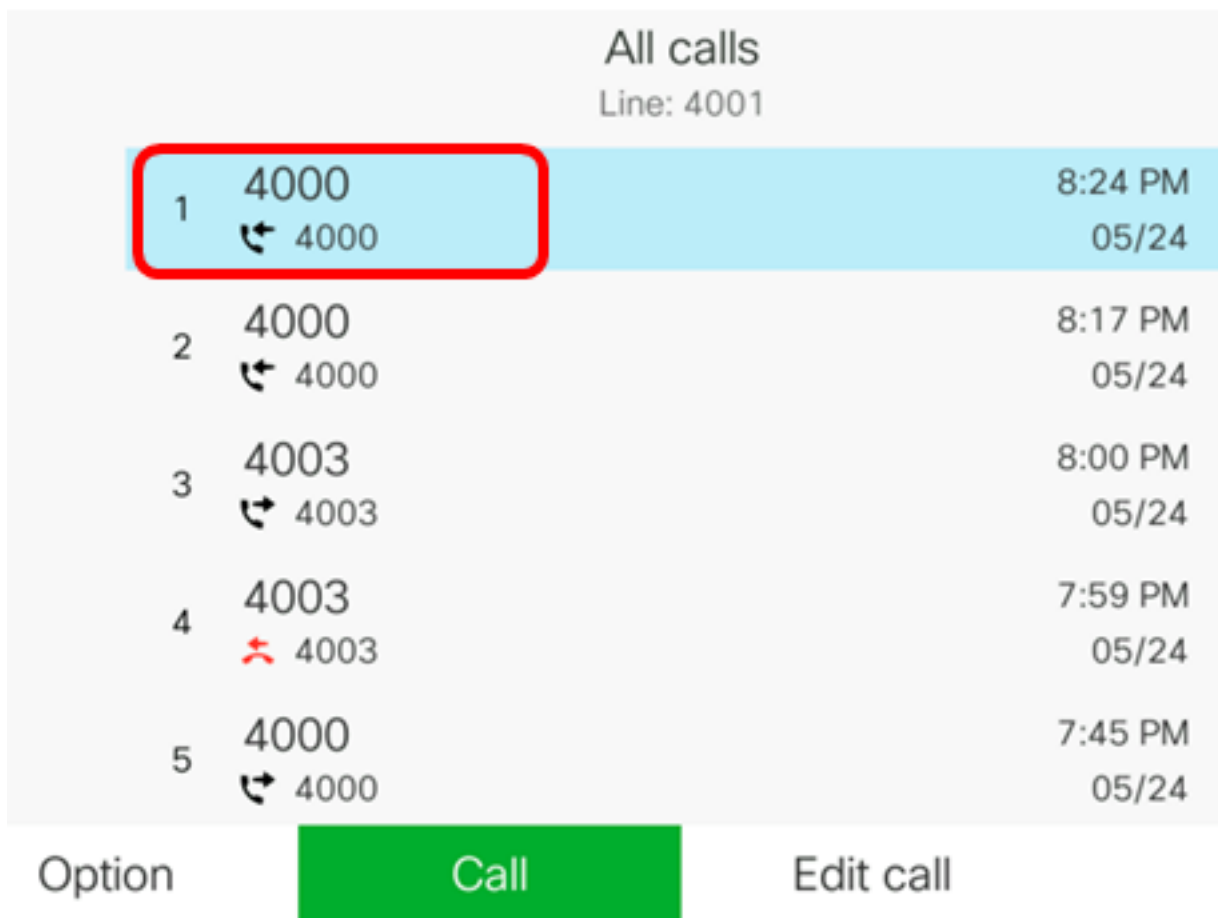 All calls
Line: 4001
1 4000 8:24 PM
4000 05/24
2 4000 8:17 PM
4000 05/24
3 4003 8:00 PM
4003 05/24
4 4003 7:59 PM
4003 05/24
5 4000 7:45 PM
4000 05/24
Option Call Edit call